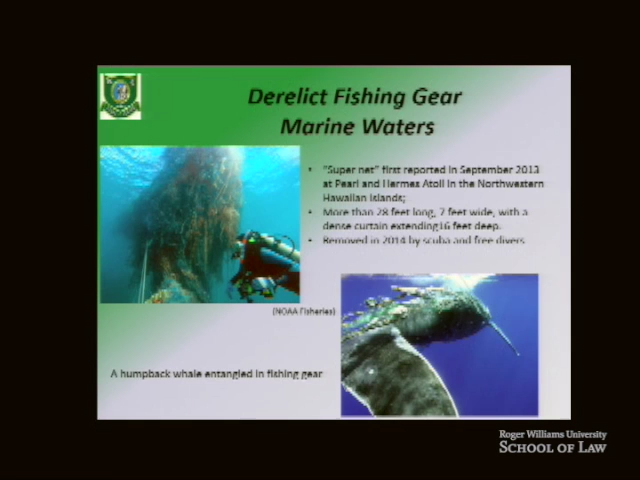 Derelict Fishing Gear
Marine Waters
• "Super net" first reported in September 2013
at Pearl and Hermes Atoll in the Northwestern
Hawaiian Islands;
• More than 28 feet long, 7 feet wide, with a
dense curtain extending16 feet deep.
• Removed in 2014 by scuba and free divers
(NOAA Fisheries)
A humpback whale entangled in fishing gear
Roger Williams University
SCHOOL OF LAW